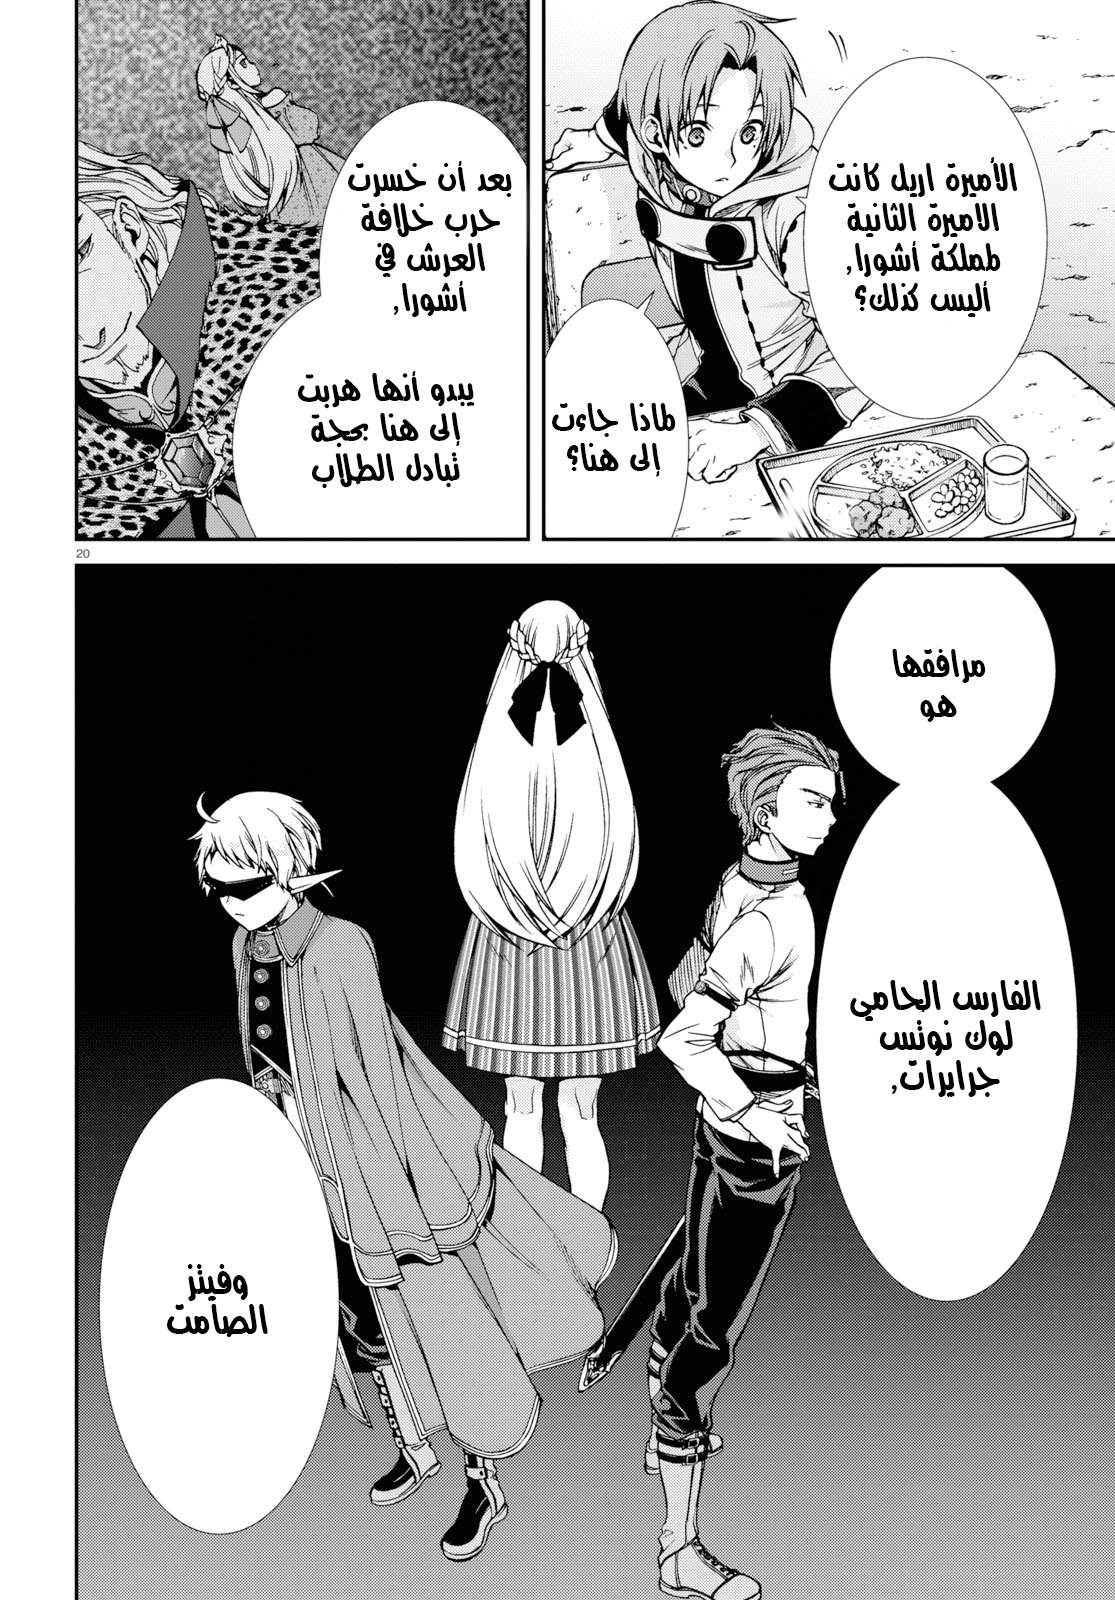 الأميرة اريل كانت
الاميرة الثانية
لمملكة أشورا,
أليس كذلك؟
لماذا جاءت
إلى هنا؟
بعد أن خسرت
حرب خلافة
العرش في
أشورا,
يبدو أنها هربت
إلى هنا بحجة
تبادل الطلاب
20
مرافقها
هو
الفارس الحامي
لوك نوتس
جرايرات,
وفيتز
الصامت